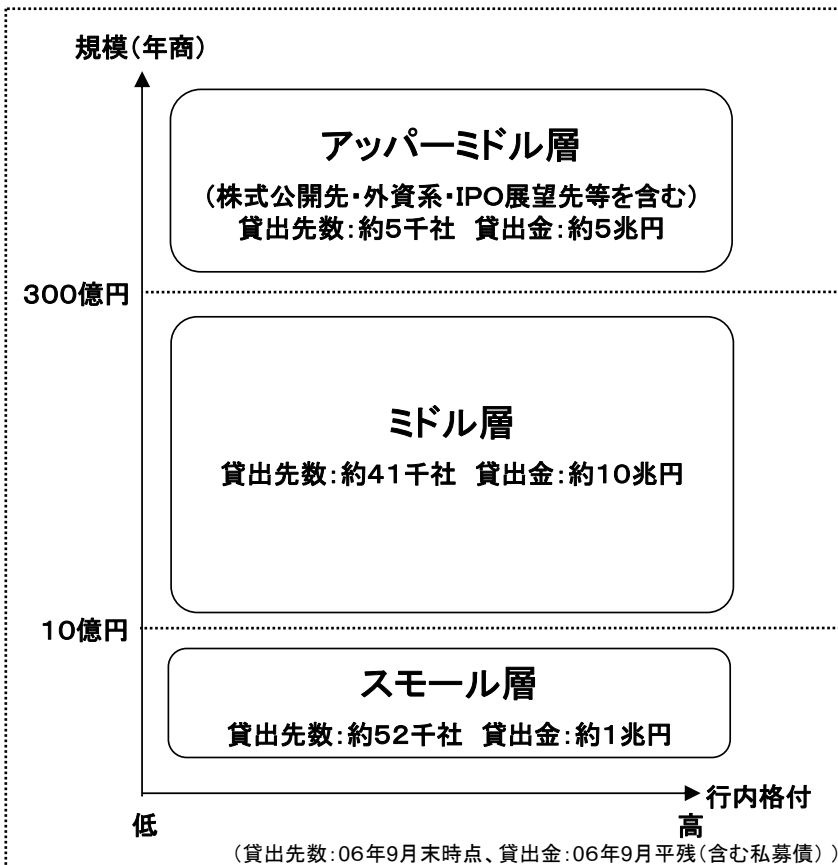 規模(年商)
アッパーミドル層
(株式公開先・外資系・IPO展望先等を含む)
貸出先数:約5千社 貸出金:約5兆円
300億円
ミドル層
貸出先数:約41千社 貸出金:約10兆円
10億円
スモール層
貸出先数:約52千社 貸出金:約1兆円
行内格付
低
高
(貸出先数:06年9月末時点、貸出金:06年9月平残(含む私募債))